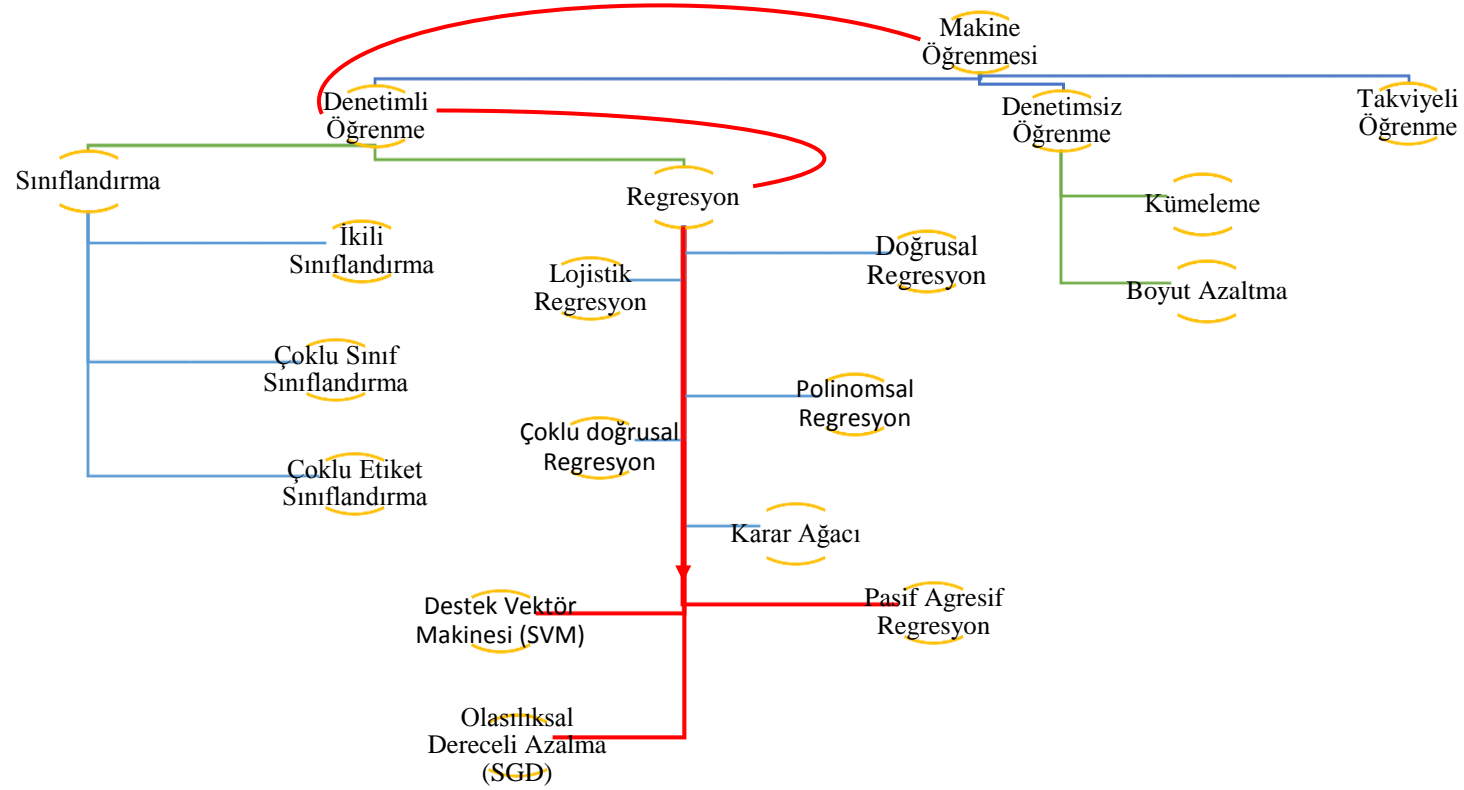 Makine
Öğrenmesi
Denetimli
Öğrenme
Denetimsiz
Öğrenme
Takviyeli
Öğrenme
Sınıflandırma
Regresyon
Kümeleme
Boyut Azaltma
İkili
Sınıflandırma
Çoklu Sınıf
Sınıflandırma
Çoklu Etiket
Sınıflandırma
Doğrusal
Regresyon
Lojistik
Regresyon
Polinomsal
Regresyon
Çoklu doğrusal
Regresyon
Karar Ağacı
Pasif Agresif
Regresyon
Destek Vektör
Makinesi (SVM)
Olasılıksal
Dereceli Azalma
(SGD)